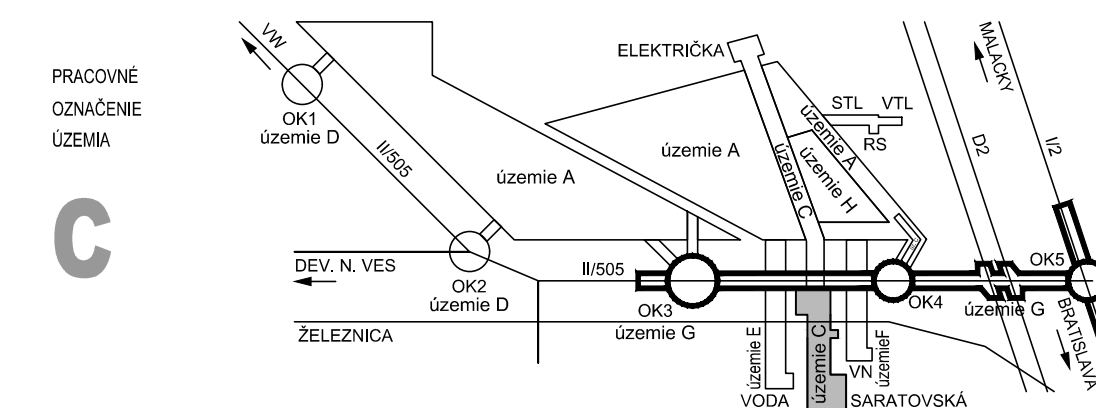 PRACOVNÉ
OZNAČENIE
ÚZEMIA
C
VW
OK1
územie D
II/505
územie A
ELEKTRIČKA
územie A
územie C
územie A
územie H
STL VTL
RS
MALACKY
D2
I/2
DEV. N. VES
OK2
územie D
II/505
OK3
územie G
OK4
OK5
územie G
BRATISLAVA
ŽELEZNICA
územie E
VODA
územie C
VN
územieF
SARATOVSKÁ